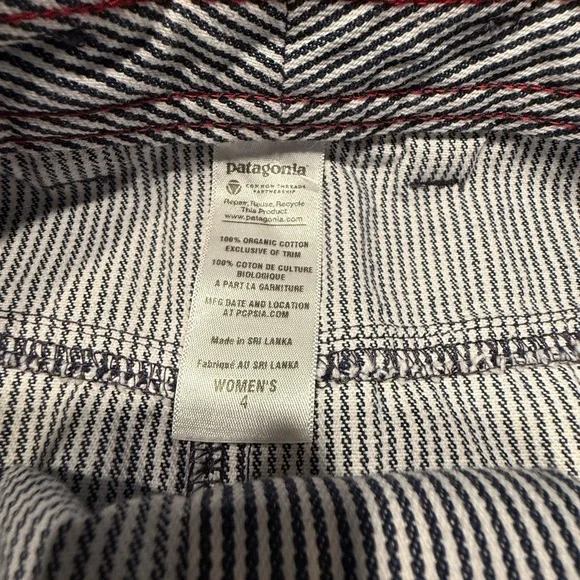 patagonia
COMMON THREADS
PARTNERSHIP
Repair, Reuse, Recycle
This Product
www.patagonia.com
100% ORGANIC COTTON
EXCLUSIVE OF TRIM
100% COTON DE CULTURE
BIOLOGIQUE
A PART LA GARNITURE
MFG DATE AND LOCATION
AT PCPSIA.COM
Made in SRI LANKA
Fabriqué AU SRI LANKA
WOMEN'S
4